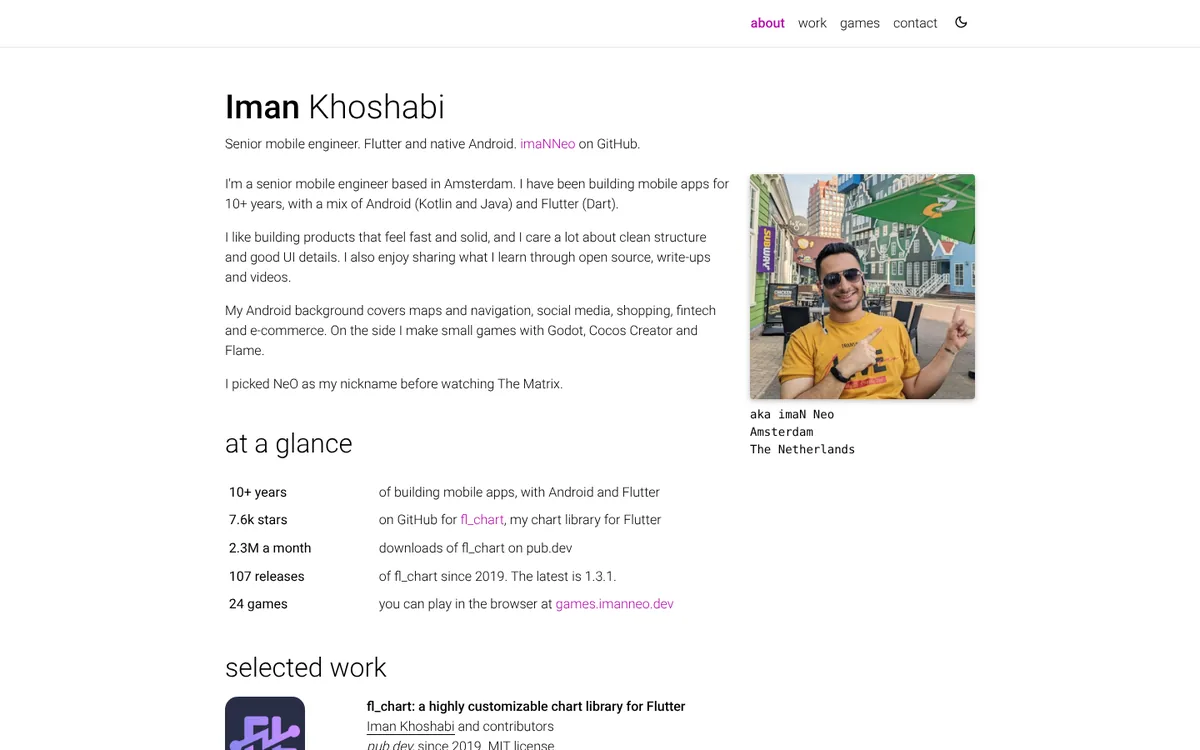 about work games contact
Iman Khoshabi
Senior mobile engineer. Flutter and native Android. imaNNeo on GitHub.
I'm a senior mobile engineer based in Amsterdam. I have been building mobile apps for
10+ years, with a mix of Android (Kotlin and Java) and Flutter (Dart).
I like building products that feel fast and solid, and I care a lot about clean structure
and good UI details. I also enjoy sharing what I learn through open source, write-ups
and videos.
My Android background covers maps and navigation, social media, shopping, fintech
and e-commerce. On the side I make small games with Godot, Cocos Creator and
Flame.
I picked NeO as my nickname before watching The Matrix.
SUBWAY
aka imaN Neo
Amsterdam
The Netherlands
at a glance
10+ years of building mobile apps, with Android and Flutter
7.6k stars on GitHub for fl_chart, my chart library for Flutter
2.3M a month downloads of fl_chart on pub.dev
107 releases of fl_chart since 2019. The latest is 1.3.1.
24 games you can play in the browser at games.imanneo.dev
selected work
fl_chart: a highly customizable chart library for Flutter
Iman Khoshabi and contributors
pub.dev, since 2019. MIT license.